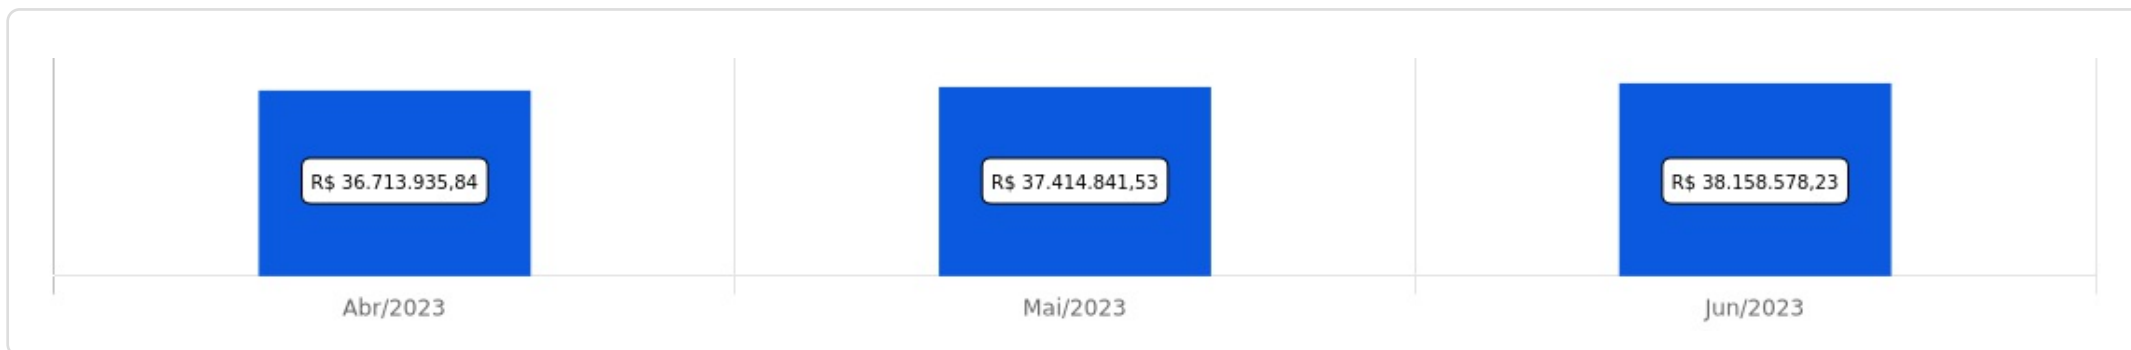 R$ 36.713.935,84 R$ 37.414.841,53 R$ 38.158.578,23
Abr/2023 Mai/2023 Jun/2023